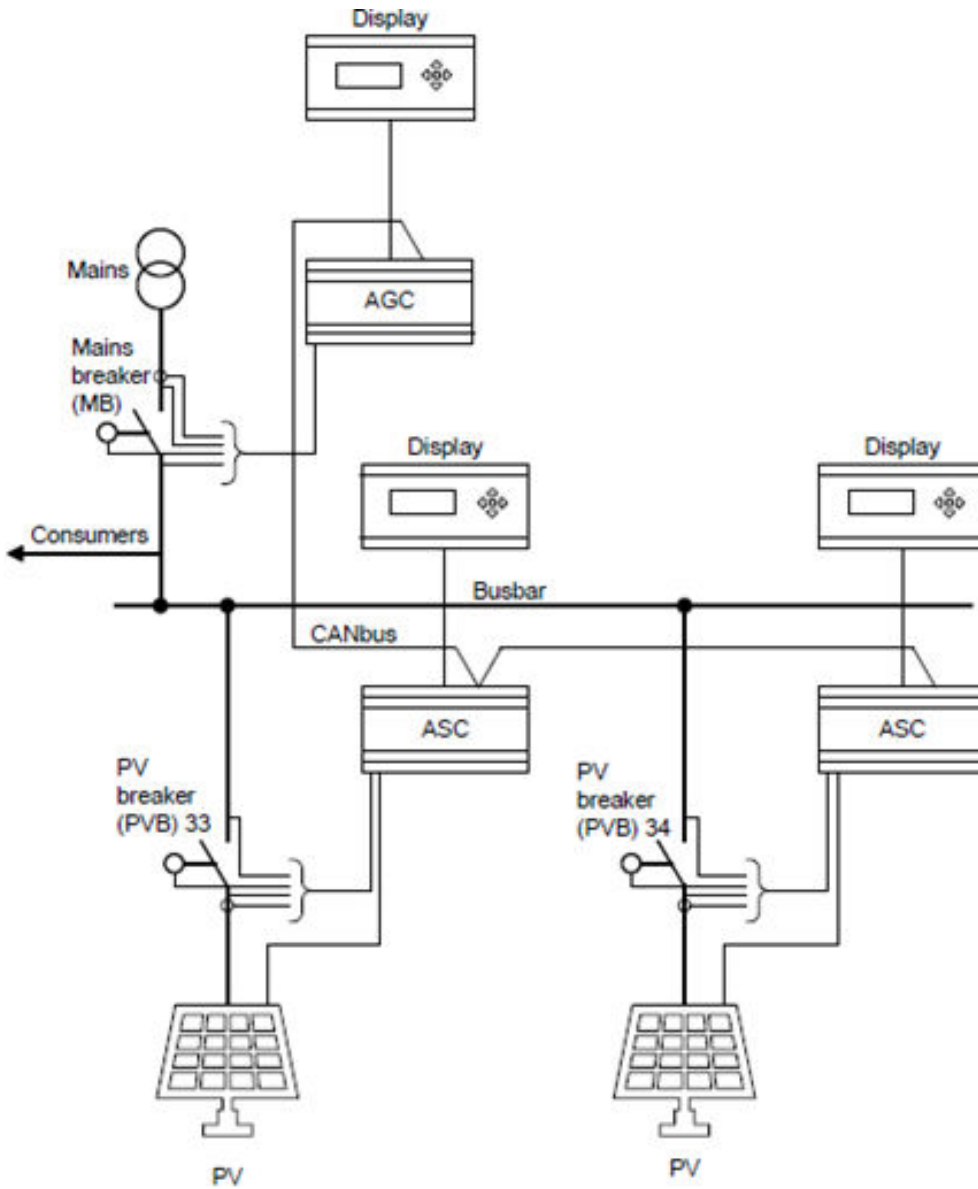 Display
Mains
AGC
Mains
breaker
(MB)
Display
Display
Consumers
Busbar
CANbus
ASC
ASC
PV
breaker
(PVB) 33
PV
breaker
(PVB) 34
PV
PV